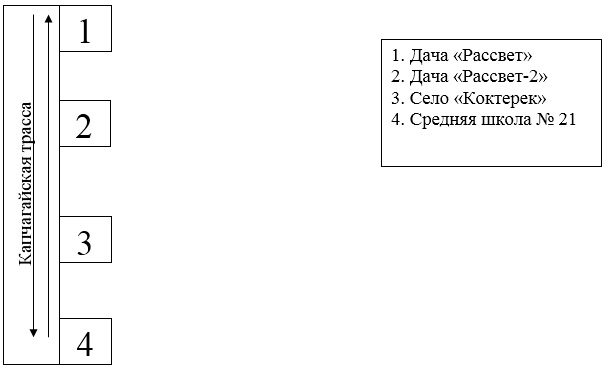 Капчагайская трасса
1
2
3
4
1. Дача «Рассвет»
2. Дача «Рассвет-2»
3. Село «Коктерек»
4. Средняя школа № 21